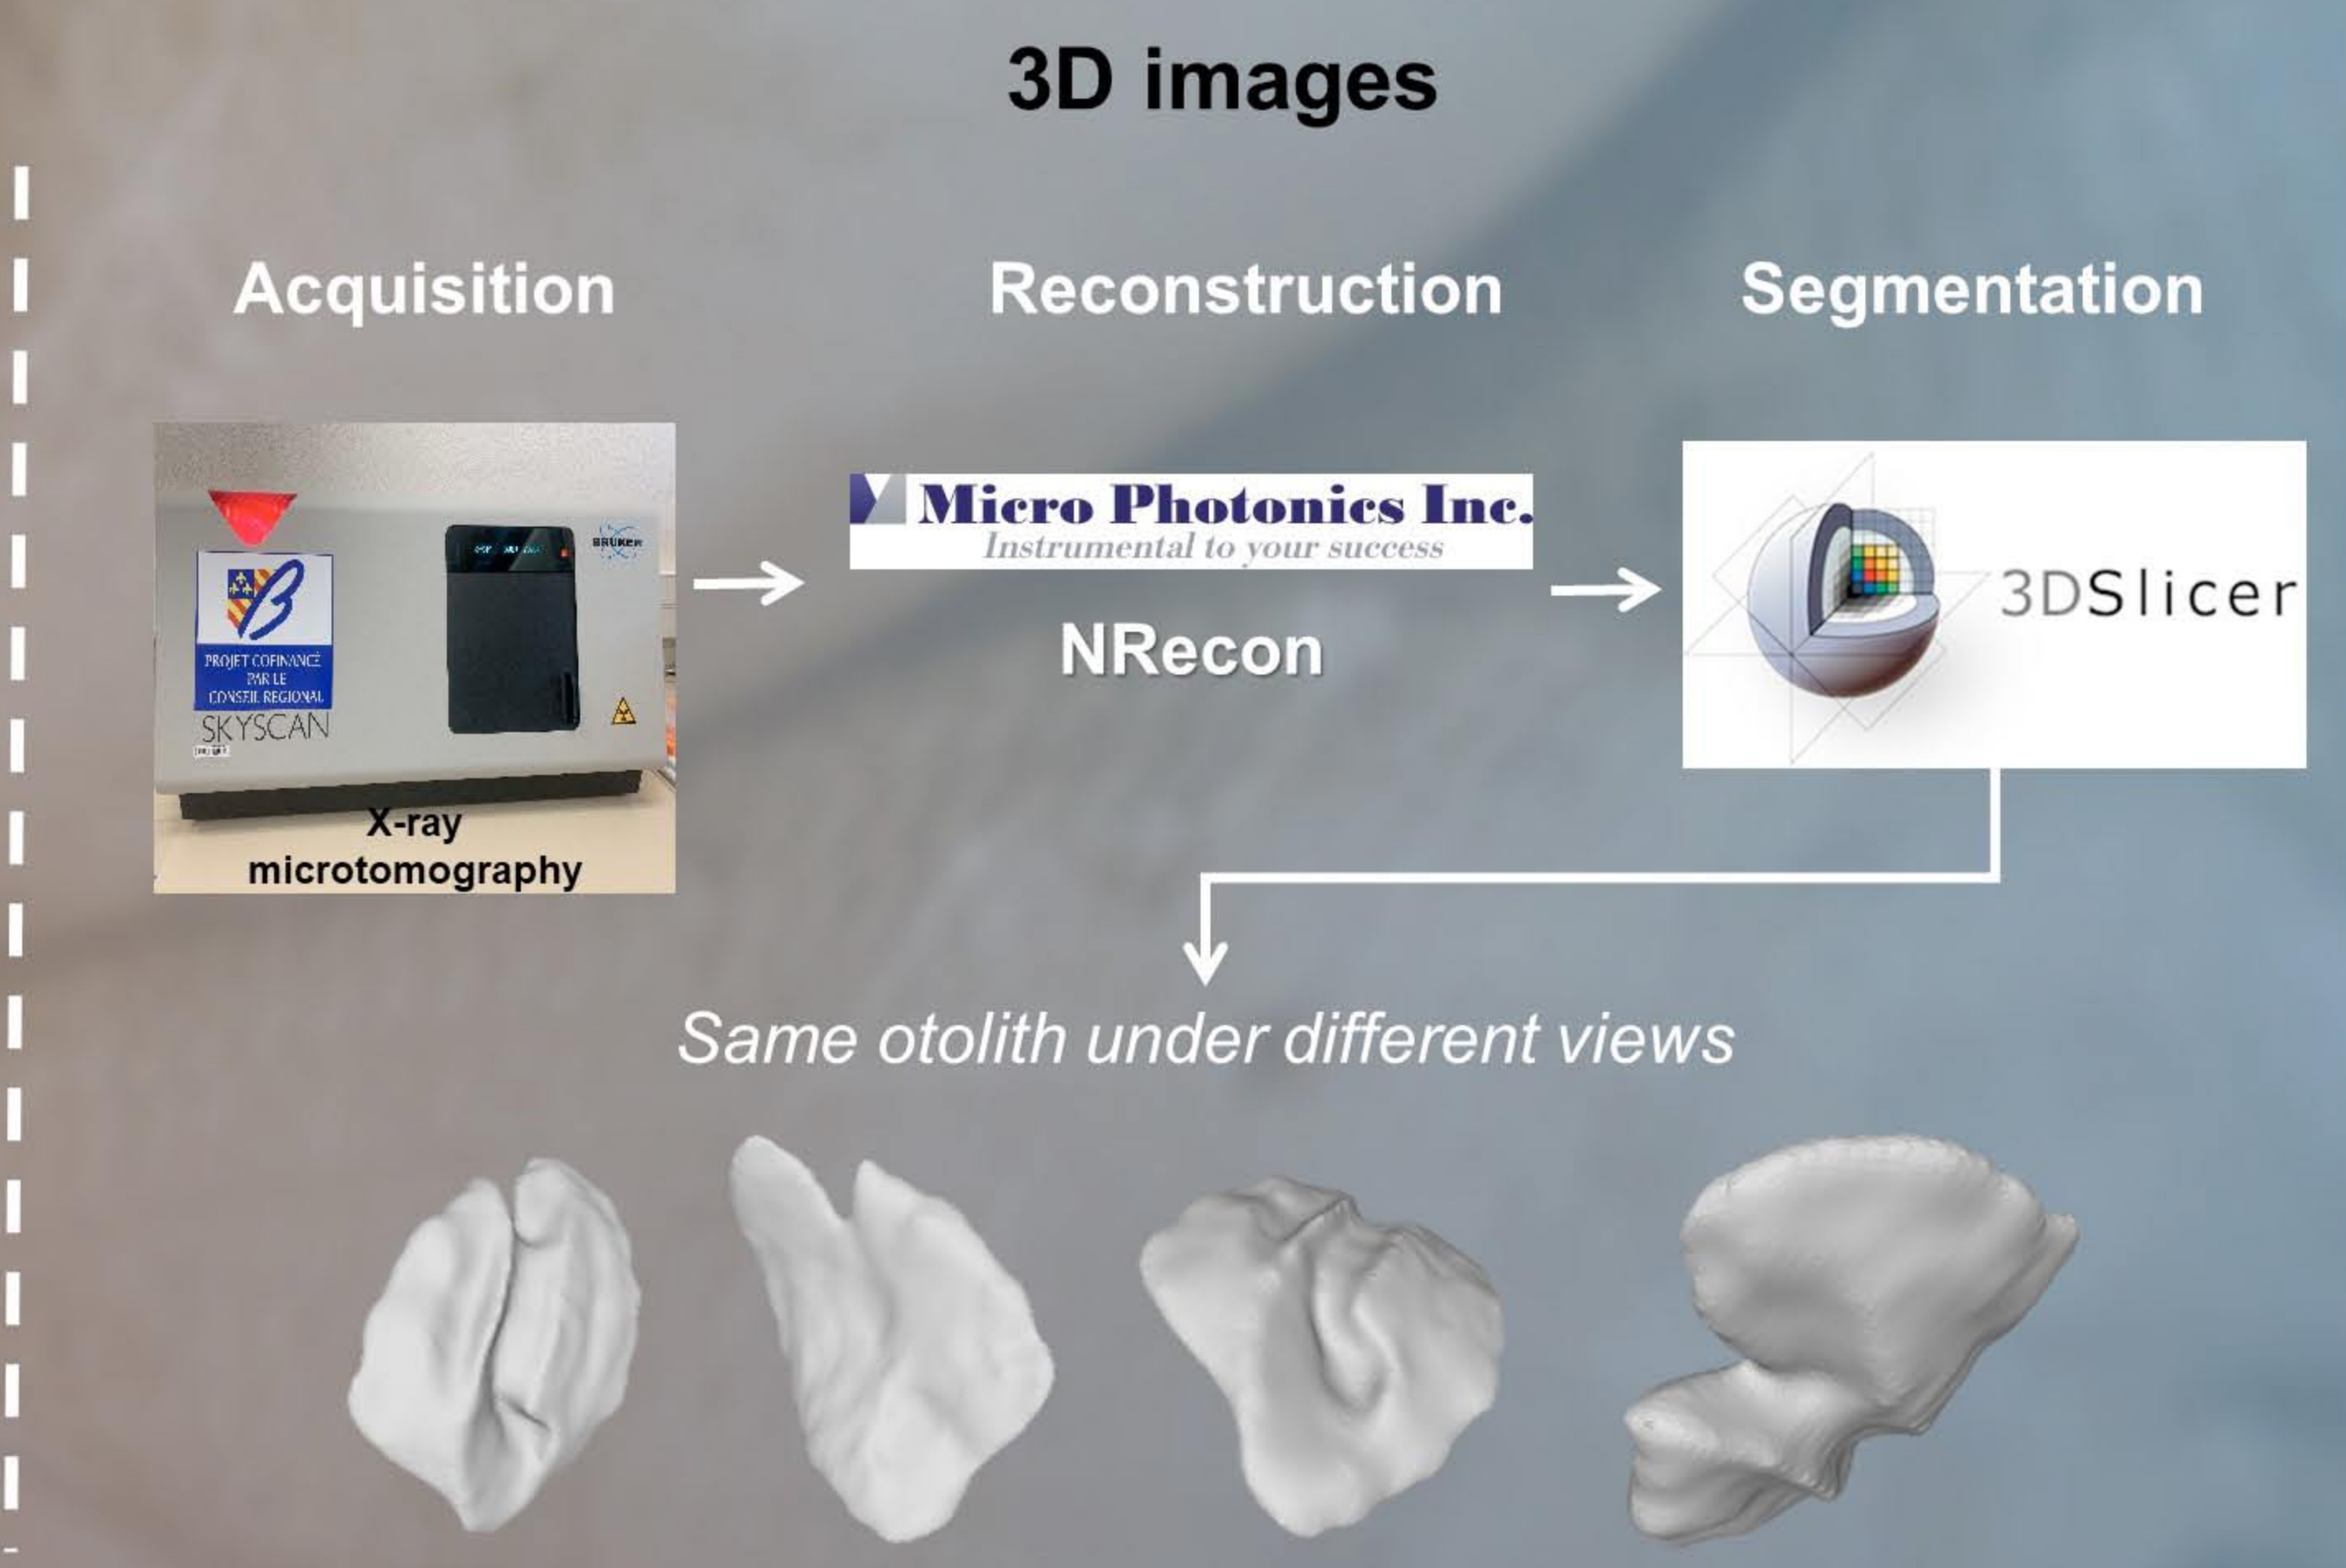 3D images
Acquisition
Reconstruction
Segmentation
BRUKER
PROJET COFINANCÉ
PAR LE
CONSEIL REGIONAL
SKYSCAN
X-ray
microtomography
Micro Photonics Inc.
Instrumental to your success
NRecon
3DSlicer
Same otolith under different views